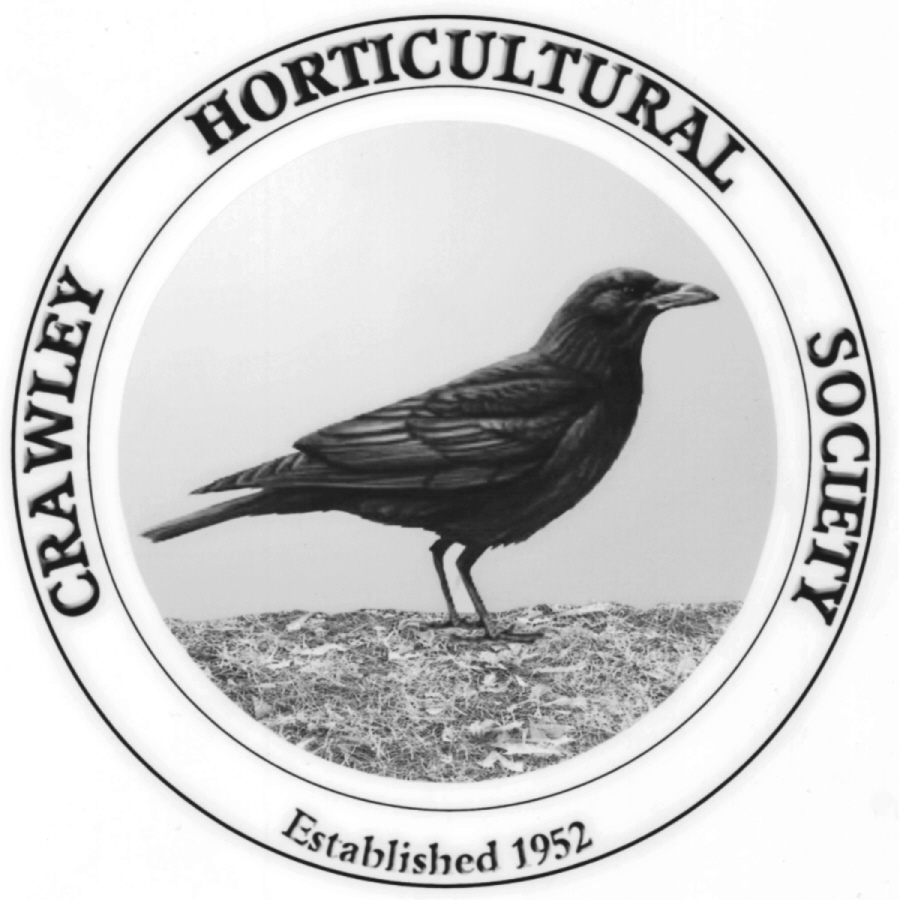 CRAWLEY HORTICULTURAL SOCIETY
Established 1952